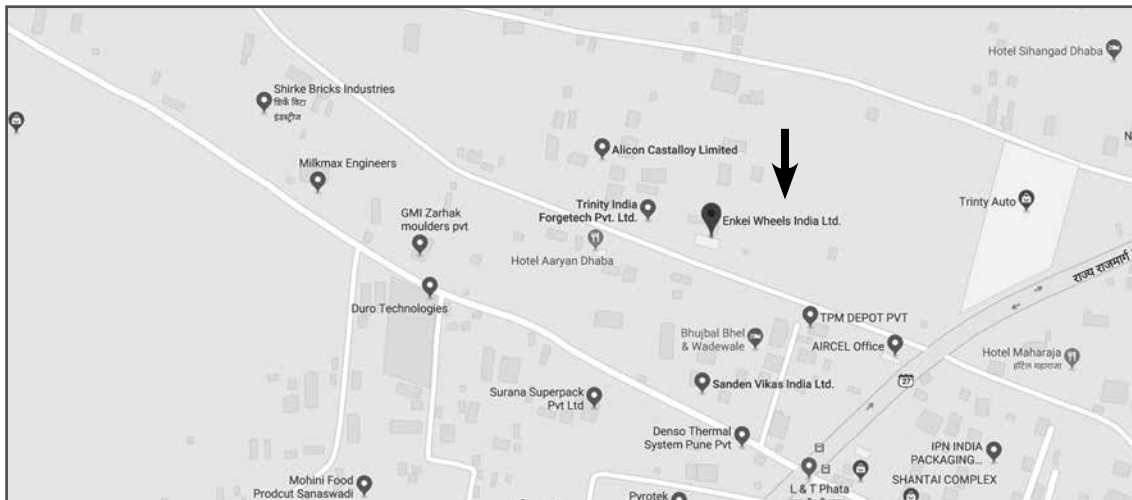 Hotel Sihangad Dhaba
Shirke Bricks Industries
शिर्के विटा
इंडस्ट्रीज
N
Alicon Castalloy Limited
Milkmax Engineers
Trinity India
Forgetech Pvt. Ltd.
Trinty Auto
GMI Zarhak
moulders pvt
Enkei Wheels India Ltd.
Hotel Aaryan Dhaba
राज्य राजमार्ग
Duro Technologies
TPM DEPOT PVT
Bhujbal Bhel
& Wadewale
AIRCEL Office
Hotel Maharaja
हॉटेल महाराजा
27
Sanden Vikas India Ltd.
Surana Superpack
Pvt Ltd
Denso Thermal
System Pune Pvt
IPN INDIA
PACKAGING...
L & T Phata
SHANTAI COMPLEX
Mohini Food
Prodcut Sanaswadi
Pyrotek